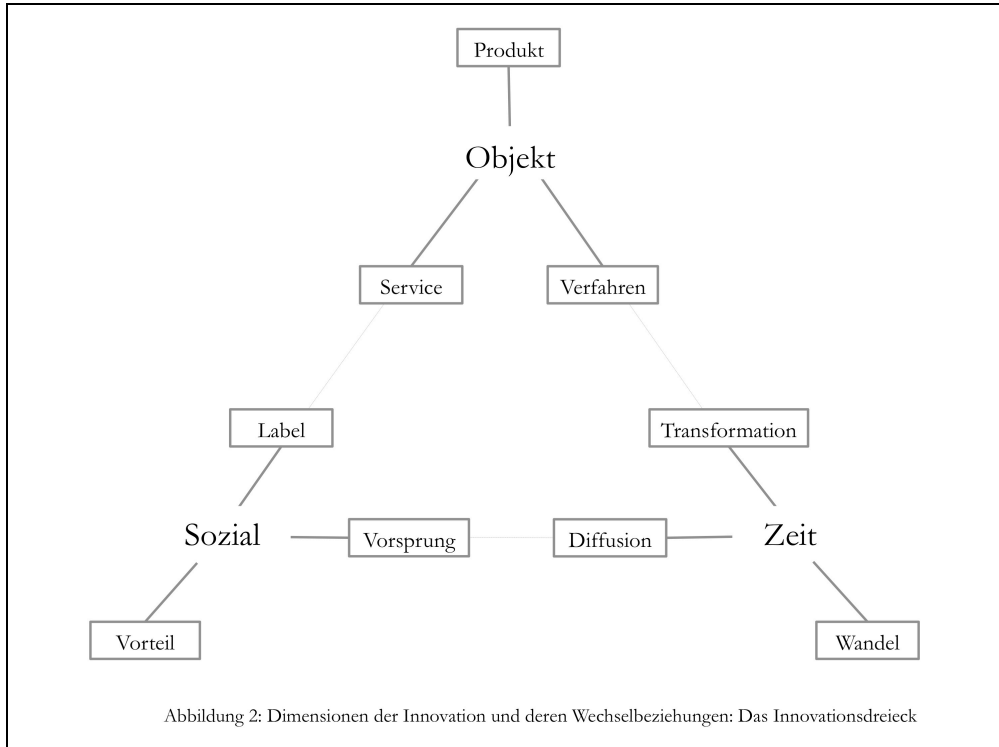 Produkt
Objekt
Service
Verfahren
Label
Transformation
Sozial
Vorsprung
Diffusion
Zeit
Vorteil
Wandel
Abbildung 2: Dimensionen der Innovation und deren Wechselbeziehungen: Das Innovationsdreieck